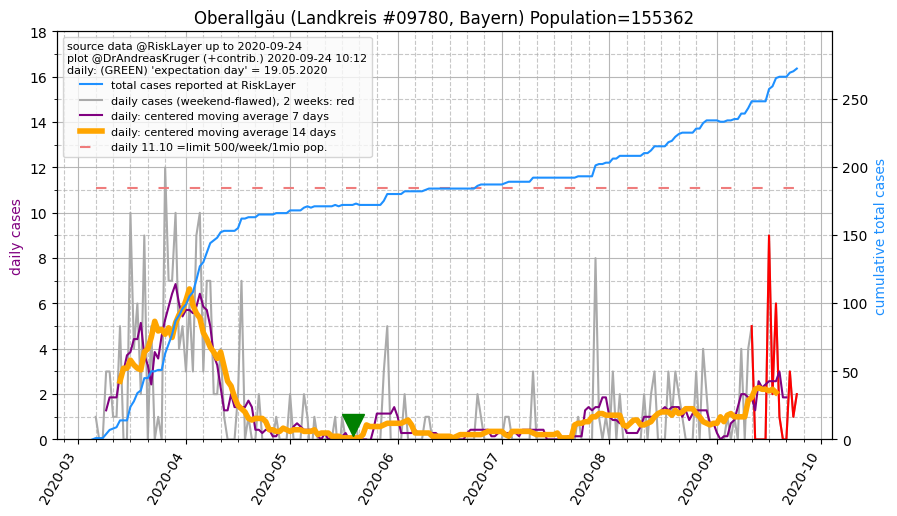 Oberallgäu (Landkreis #09780, Bayern) Population=155362
source data @RiskLayer up to 2020-09-24
plot @DrAndreasKruger (+contrib.) 2020-09-24 10:12
daily: (GREEN) 'expectation day' = 19.05.2020
total cases reported at RiskLayer
daily cases (weekend-flawed), 2 weeks: red
daily: centered moving average 7 days
daily: centered moving average 14 days
daily 11.10 =limit 500/week/1mio pop.
daily cases
18
16
14
12
10
8
6
4
2
0
cumulative total cases
250
200
150
100
50
0
2020-03
2020-04
2020-05
2020-06
2020-07
2020-08
2020-09
2020-10